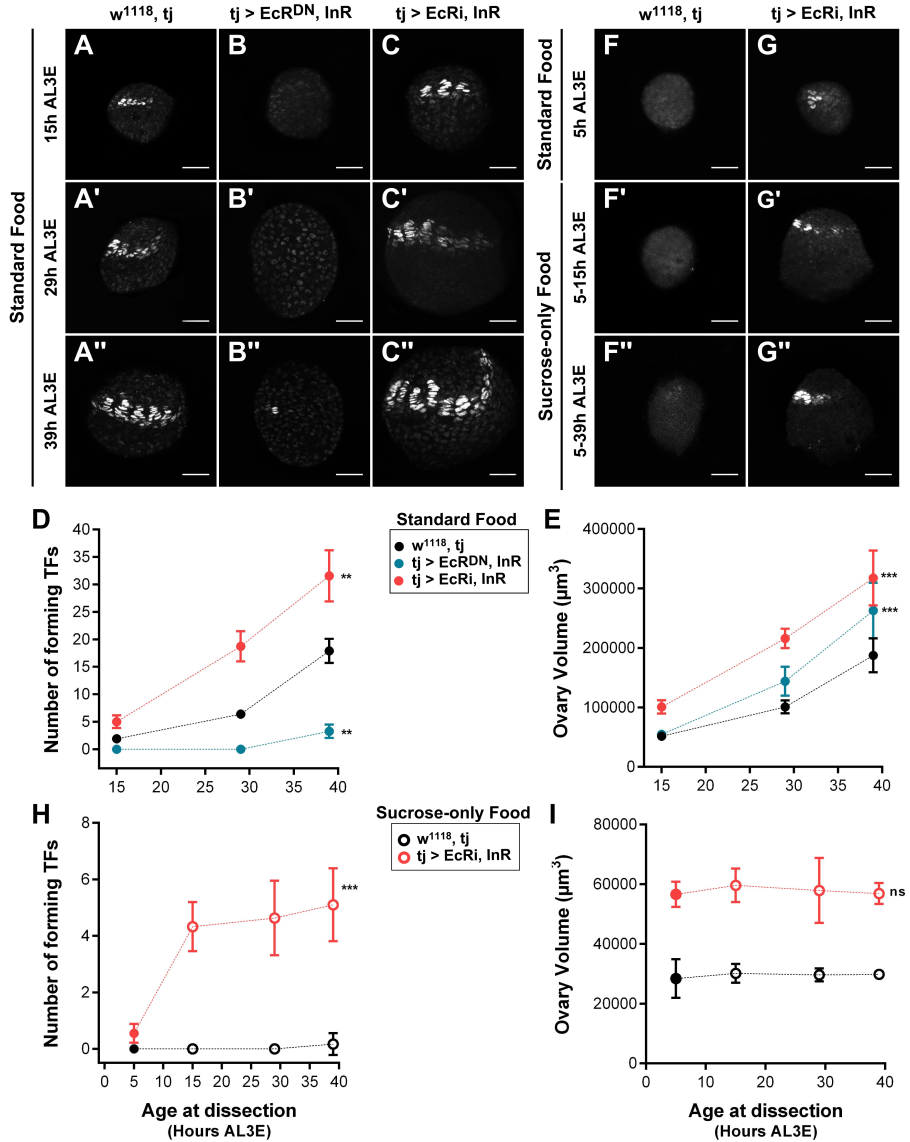 w1118, tj   tj > EcRDN, InR   tj > EcRi, InR
w1118, tj   tj > EcRi, InR
Standard Food
15h AL3E
A
B
C
29h AL3E
A'
B'
C'
39h AL3E
A"
B"
C"
Standard Food
5h AL3E
F
G
Sucrose-only Food
5-15h AL3E
F'
G'
5-39h AL3E
F"
G"
D
Number of forming TFs
40
35
30
25
20
15
10
5
0
15 20 25 30 35 40
**
**
Standard Food
w1118, tj
tj > EcRDN, InR
tj > EcRi, InR
E
Ovary Volume (µm3)
400000
300000
200000
100000
0
15 20 25 30 35 40
***
***
H
Number of forming TFs
8
6
4
2
0
0 5 10 15 20 25 30 35 40
***
Age at dissection
(Hours AL3E)
Sucrose-only Food
w1118, tj
tj > EcRi, InR
I
Ovary Volume (µm3)
80000
60000
40000
20000
0
0 10 20 30 40
ns
Age at dissection
(Hours AL3E)